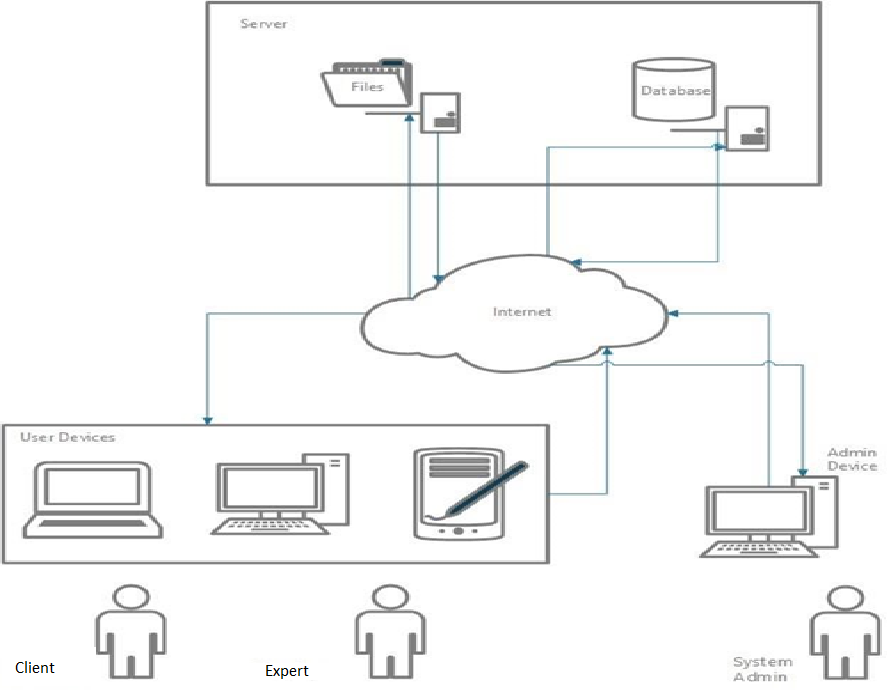 Server
Files
Database
Internet
User Devices
Admin
Device
Client
Expert
System
Admin